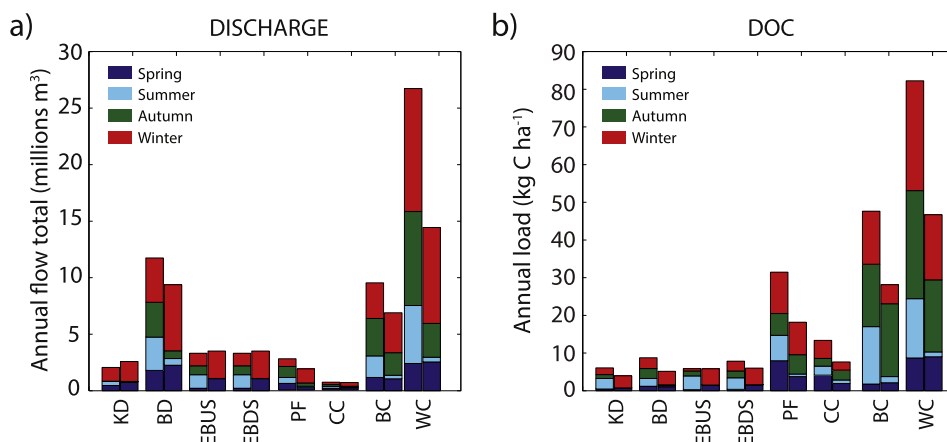 a)
DISCHARGE
Annual flow total (millions m³)
30
25
20
15
10
5
0
Spring
Summer
Autumn
Winter
KD
BD
EBUS
EBDS
PF
CC
BC
WC
b)
DOC
Annual load (kg C ha⁻¹)
90
80
70
60
50
40
30
20
10
0
Spring
Summer
Autumn
Winter
KD
BD
EBUS
EBDS
PF
CC
BC
WC